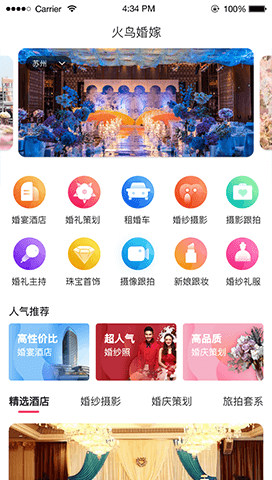 Carrier 4:34 PM 100%
火鸟婚嫁
苏州
婚宴酒店 婚礼策划 租婚车 婚纱摄影 摄影跟拍
婚礼主持 珠宝首饰 摄像跟拍 新娘跟妆 婚纱礼服
人气推荐
高性价比 超人气 高品质
婚宴酒店 婚纱照 婚庆策划
精选酒店 婚纱摄影 婚庆策划 旅拍套系